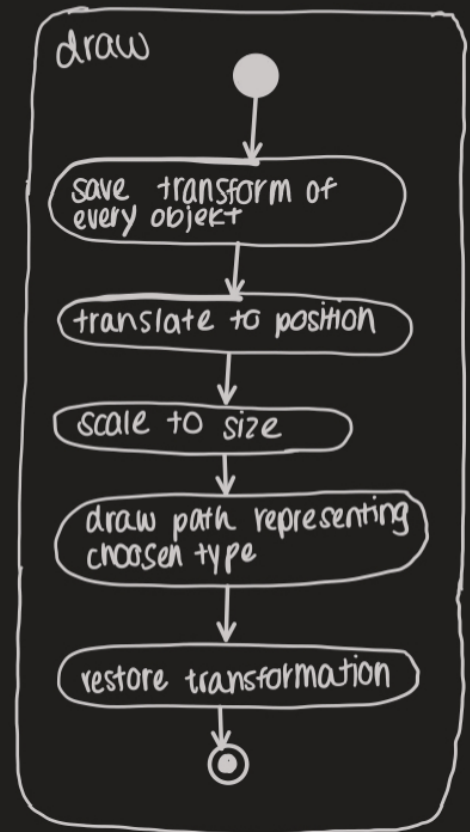 draw
save transform of
every objekt
translate to position
scale to size
draw path representing
choosen type
restore transformation